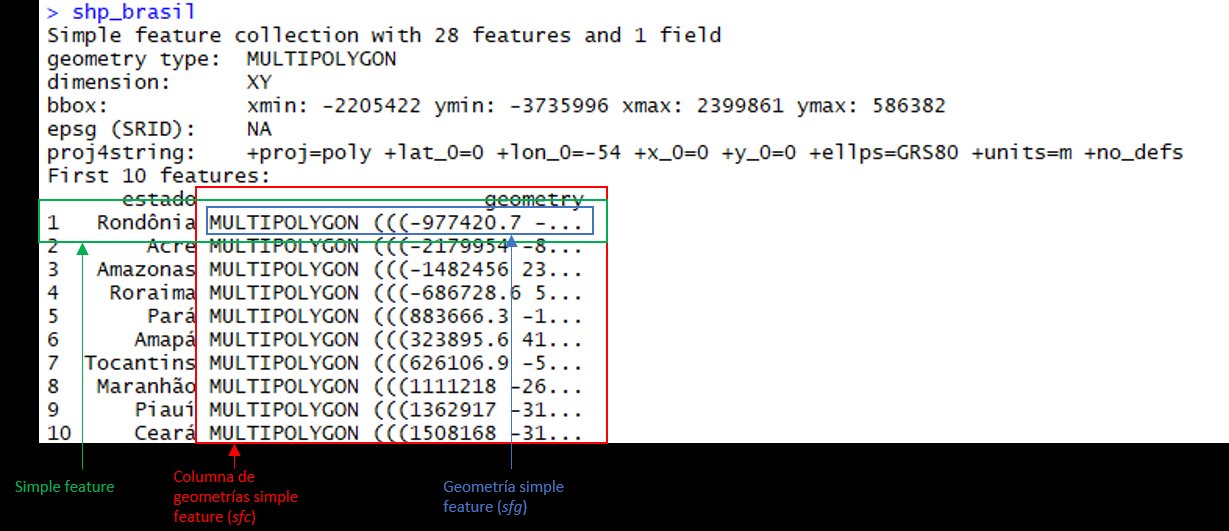 > shp_brasil
Simple feature collection with 28 features and 1 field
geometry type:  MULTIPOLYGON
dimension:      XY
bbox:           xmin: -2205422 ymin: -3735996 xmax: 2399861 ymax: 586382
epsg (SRID):    NA
proj4string:    +proj=poly +lat_0=0 +lon_0=-54 +x_0=0 +y_0=0 +ellps=GRS80 +units=m +no_defs
First 10 features:
estado geometry
1 Rondônia MULTIPOLYGON (((-977420.7 -...
2 Acre MULTIPOLYGON (((-2179954 -8...
3 Amazonas MULTIPOLYGON (((-1482456 23...
4 Roraima MULTIPOLYGON (((-686728.6 5...
5 Pará MULTIPOLYGON (((883666.3 -1...
6 Amapá MULTIPOLYGON (((323895.6 41...
7 Tocantins MULTIPOLYGON (((626106.9 -5...
8 Maranhão MULTIPOLYGON (((1111218 -26...
9 Piauí MULTIPOLYGON (((1362917 -31...
10 Ceará MULTIPOLYGON (((1508168 -31...
Simple feature
Columna de
geometrías simple
feature (sfc)
Geometría simple
feature (sfg)